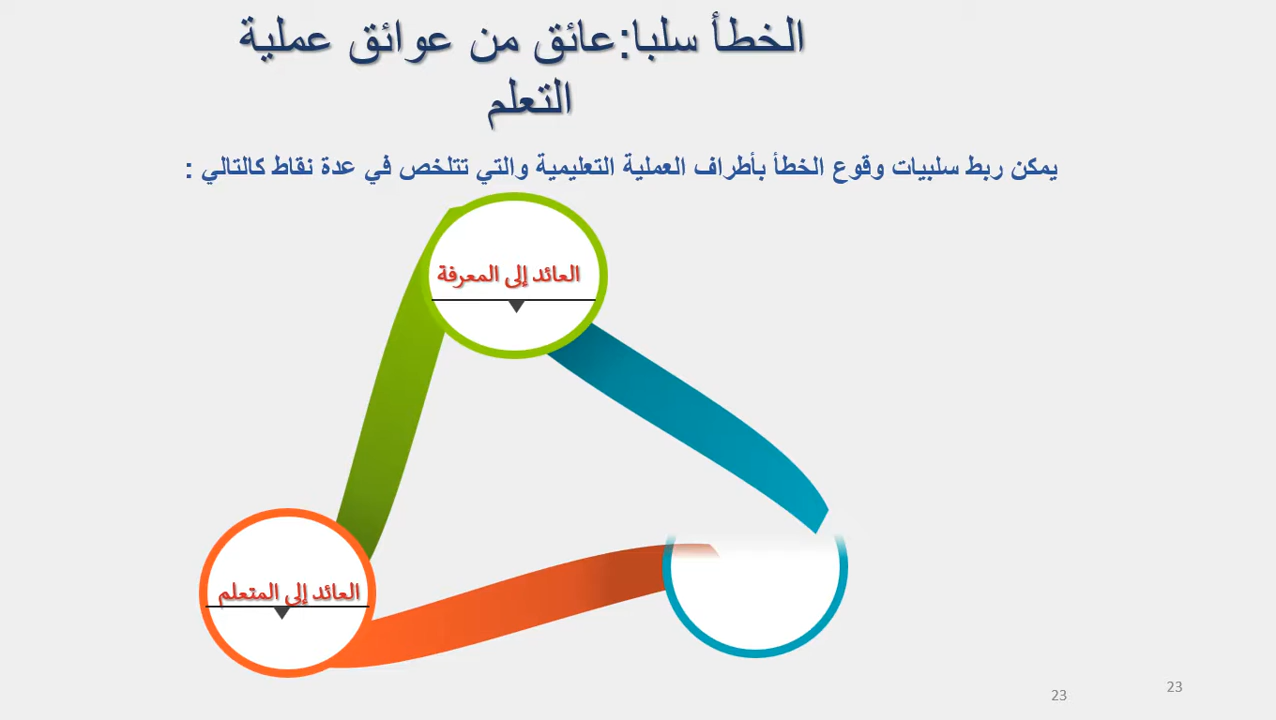 الخطأ سلبا:عائق من عوائق عملية
التعلم
يمكن ربط سلبيات وقوع الخطأ بأطراف العملية التعليمية والتي تتلخص في عدة نقاط كالتالي :
العائد إلى المعرفة
العائد إلى المتعلم
23
23